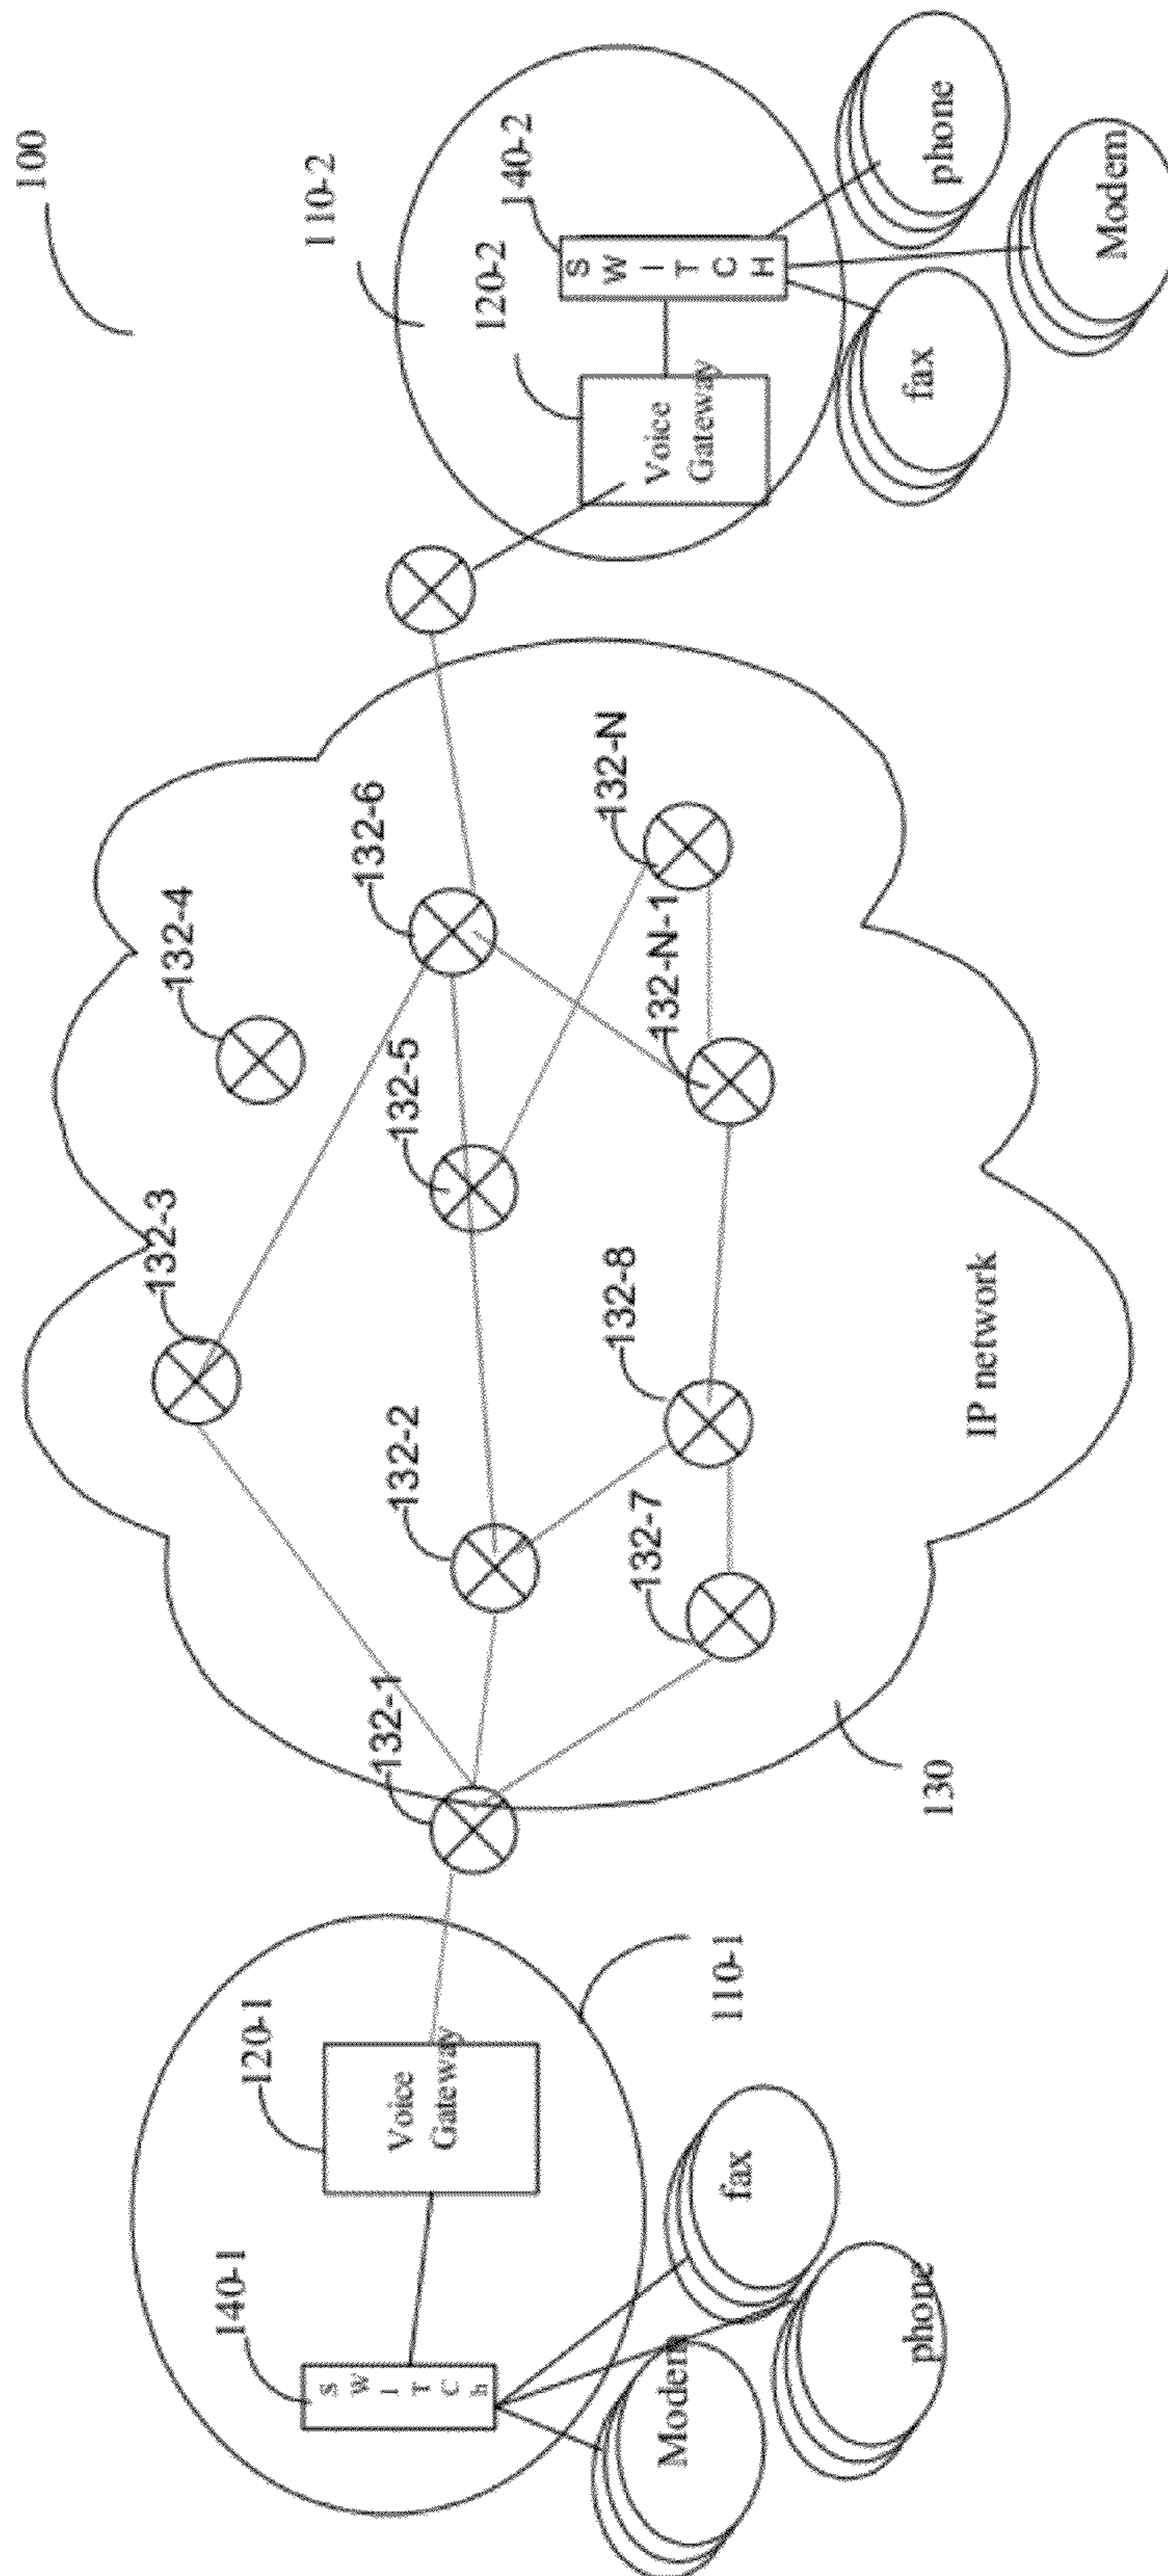 100
110-2
120-2
140-2
Voice
Gateway
S
W
I
T
C
H
fax
phone
Modem
132-4
132-3
132-6
132-5
132-2
132-1
132-N
132-N-1
132-8
132-7
IP network
130
140-1
120-1
S
W
I
T
C
h
Voice
Gateway
110-1
Modem
fax
phone